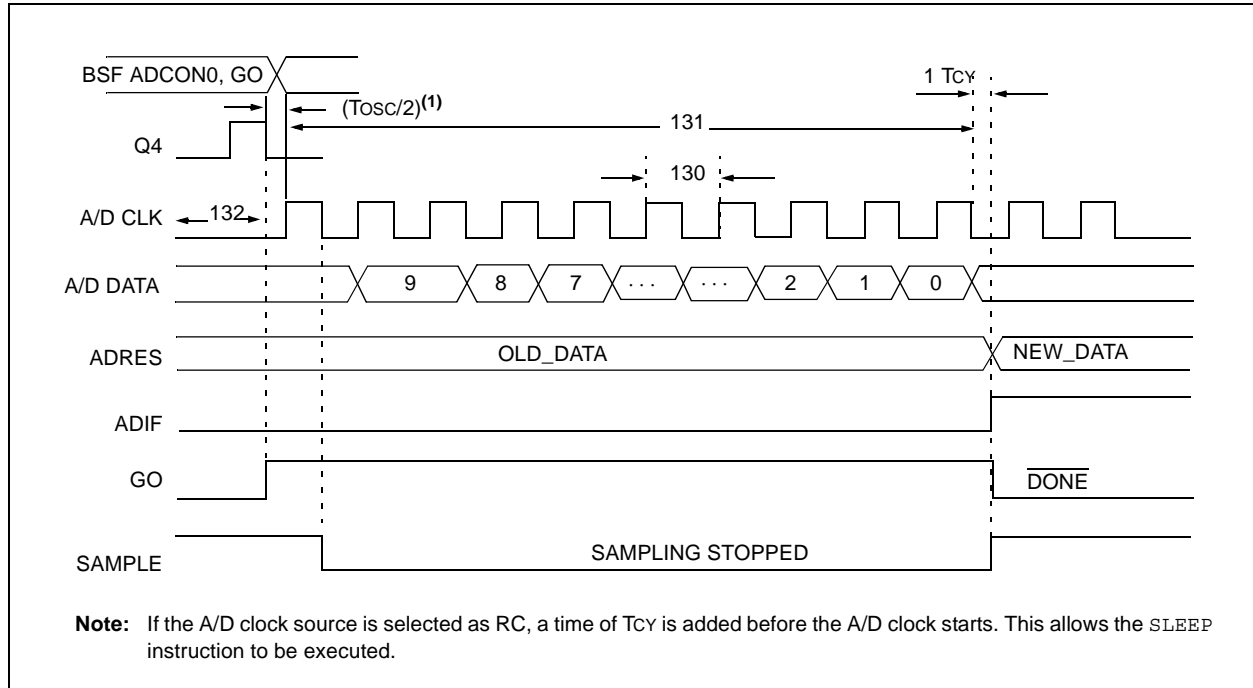 BSF ADCON0, GO
1 TCY
(TOSC/2)(1)
131
Q4
130
A/D CLK
132
A/D DATA
9 8 7 . . . . . . 2 1 0
ADRES
OLD_DATA
NEW_DATA
ADIF
GO
DONE
SAMPLE
SAMPLING STOPPED
Note: If the A/D clock source is selected as RC, a time of TCY is added before the A/D clock starts. This allows the SLEEP
instruction to be executed.